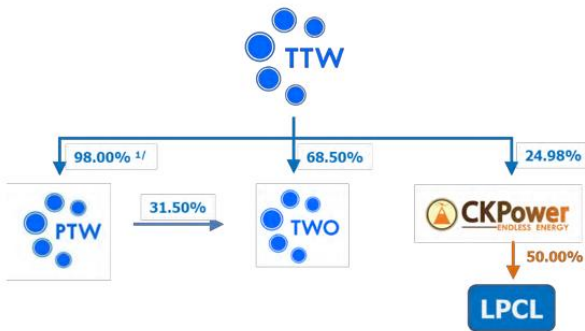 TTW
98.00% 1/
68.50%
24.98%
PTW
31.50%
TWO
CKPower
ENDLESS ENERGY
50.00%
LPCL